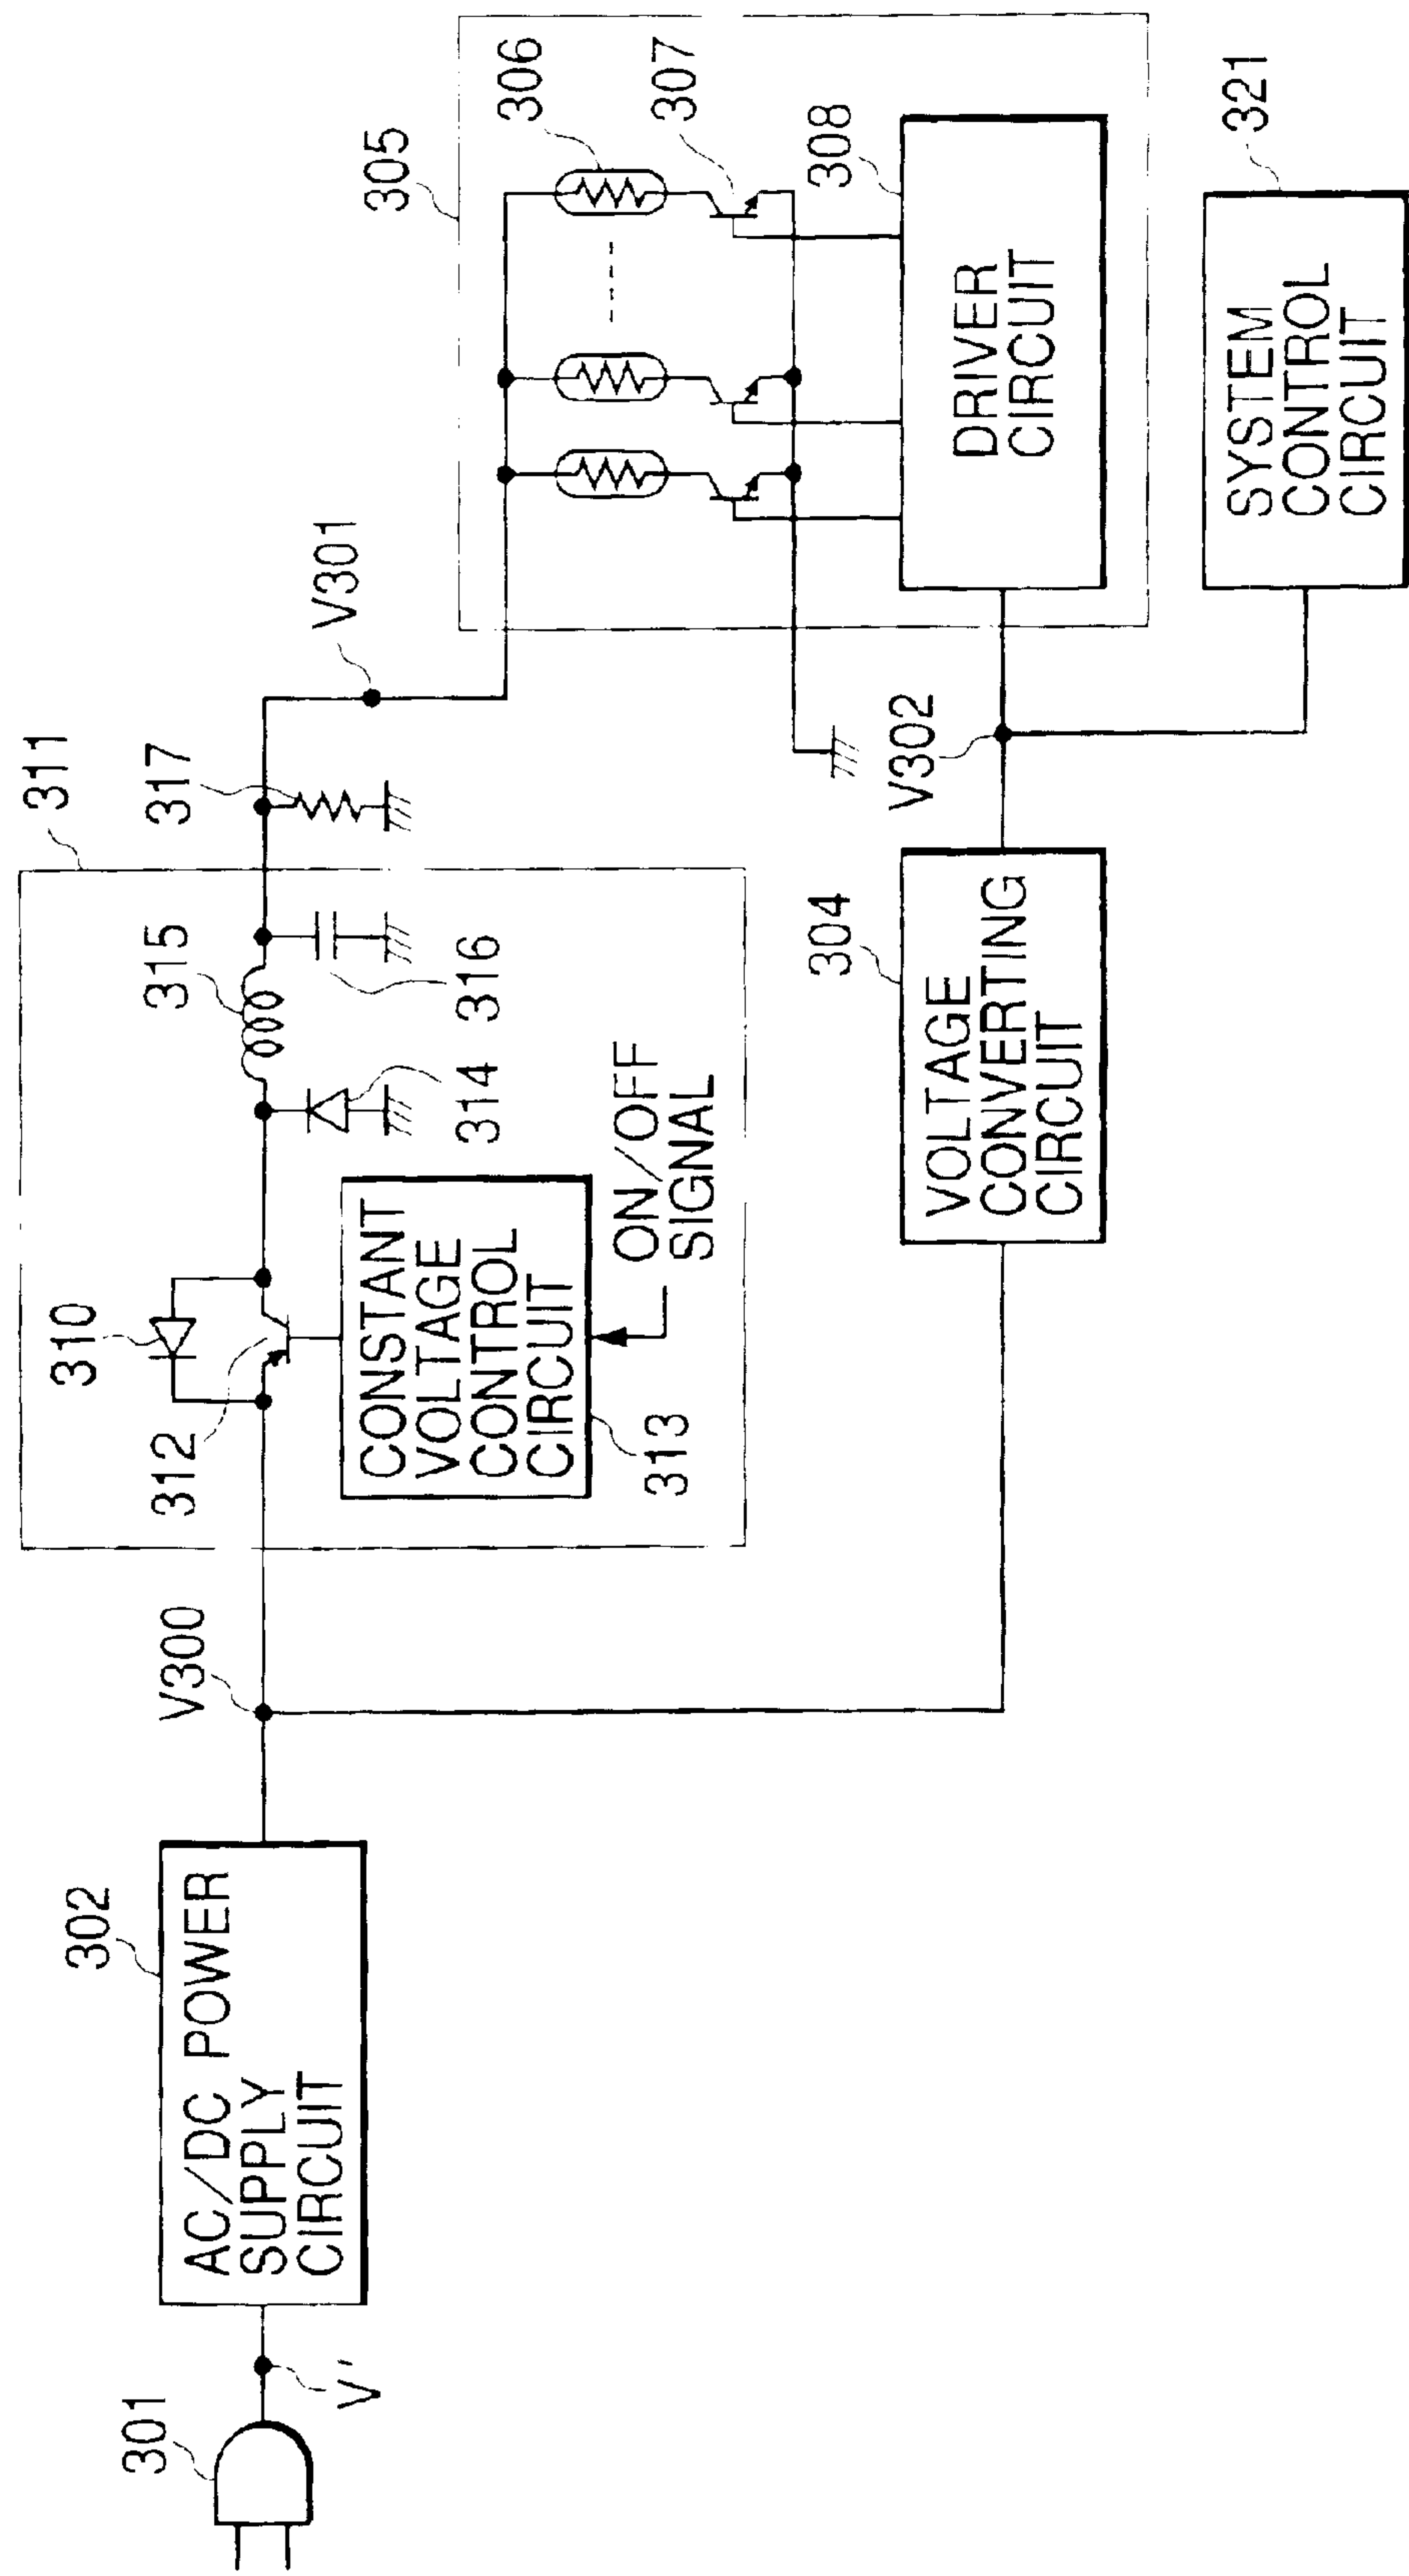 301
V'
302
AC/DC POWER
SUPPLY
CIRCUIT
V300
311
310
312
CONSTANT
VOLTAGE
CONTROL
CIRCUIT
313
ON/OFF
SIGNAL
314
315
316
317
V301
304
VOLTAGE
CONVERTING
CIRCUIT
V302
305
306
307
308
DRIVER
CIRCUIT
321
SYSTEM
CONTROL
CIRCUIT